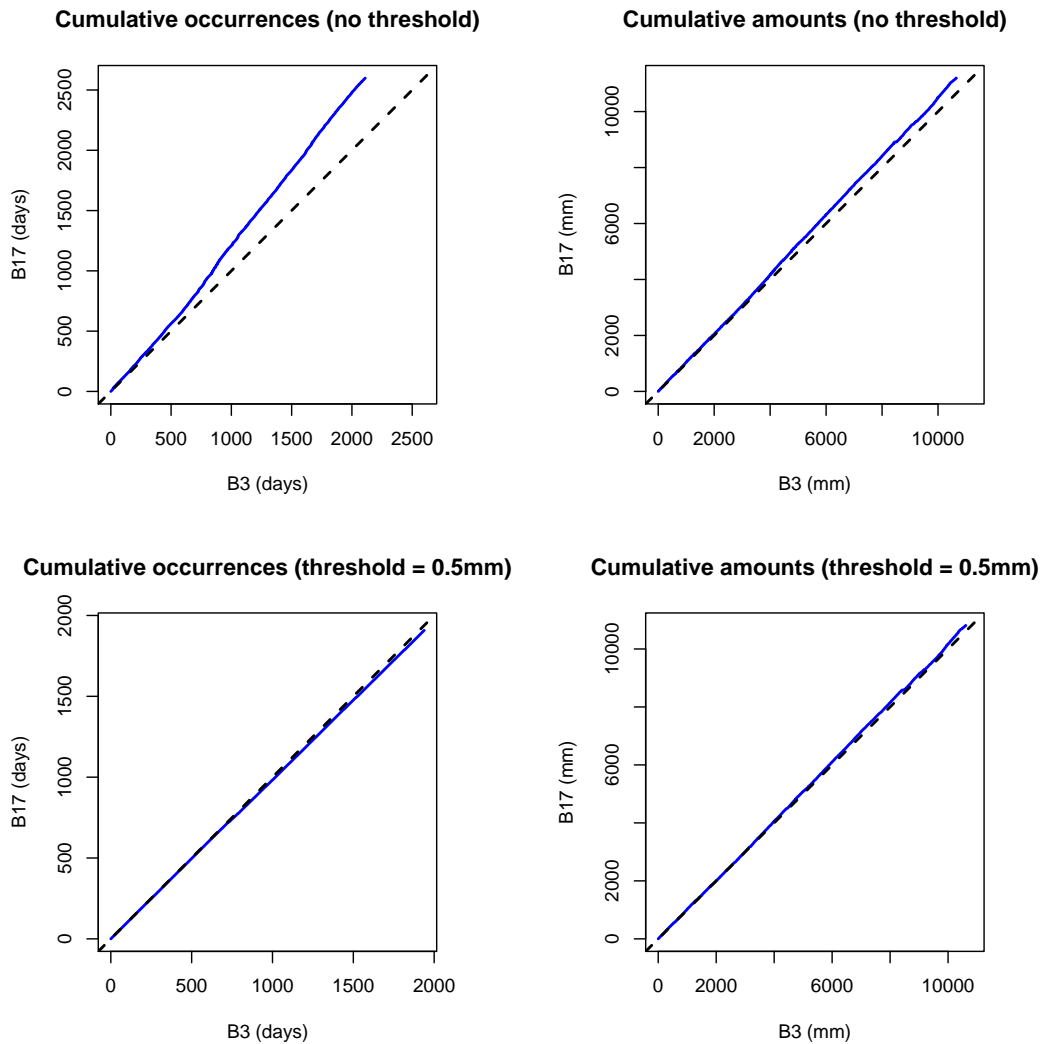 Cumulative occurrences (no threshold)
B17 (days)
0 500 1000 1500 2000 2500
0 500 1000 1500 2000 2500
B3 (days)
Cumulative amounts (no threshold)
B17 (mm)
0 2000 6000 10000
0 2000 6000 10000
B3 (mm)
Cumulative occurrences (threshold = 0.5mm)
B17 (days)
0 500 1000 1500 2000
0 500 1000 1500 2000
B3 (days)
Cumulative amounts (threshold = 0.5mm)
B17 (mm)
0 2000 6000 10000
0 2000 6000 10000
B3 (mm)